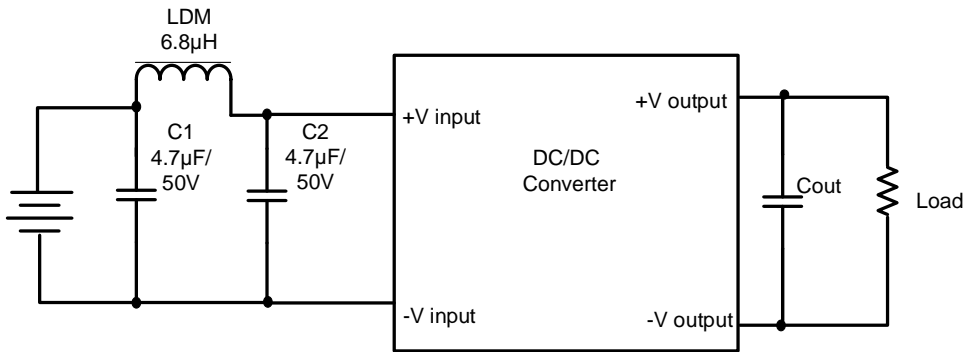 LDM
6.8µH
C1
4.7µF/
50V
C2
4.7µF/
50V
+V input
-V input
DC/DC
Converter
+V output
-V output
Cout
Load